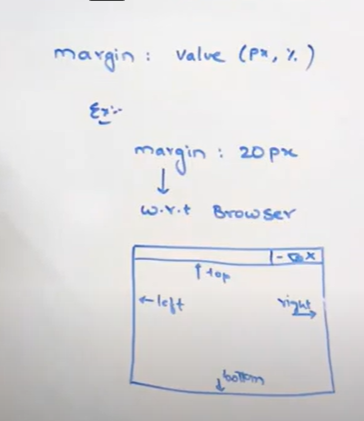 margin : value (px, %)
Ex:-
margin : 20px
↓
w.r.t Browser
- x
↑ top
←left
right →
↓ bottom